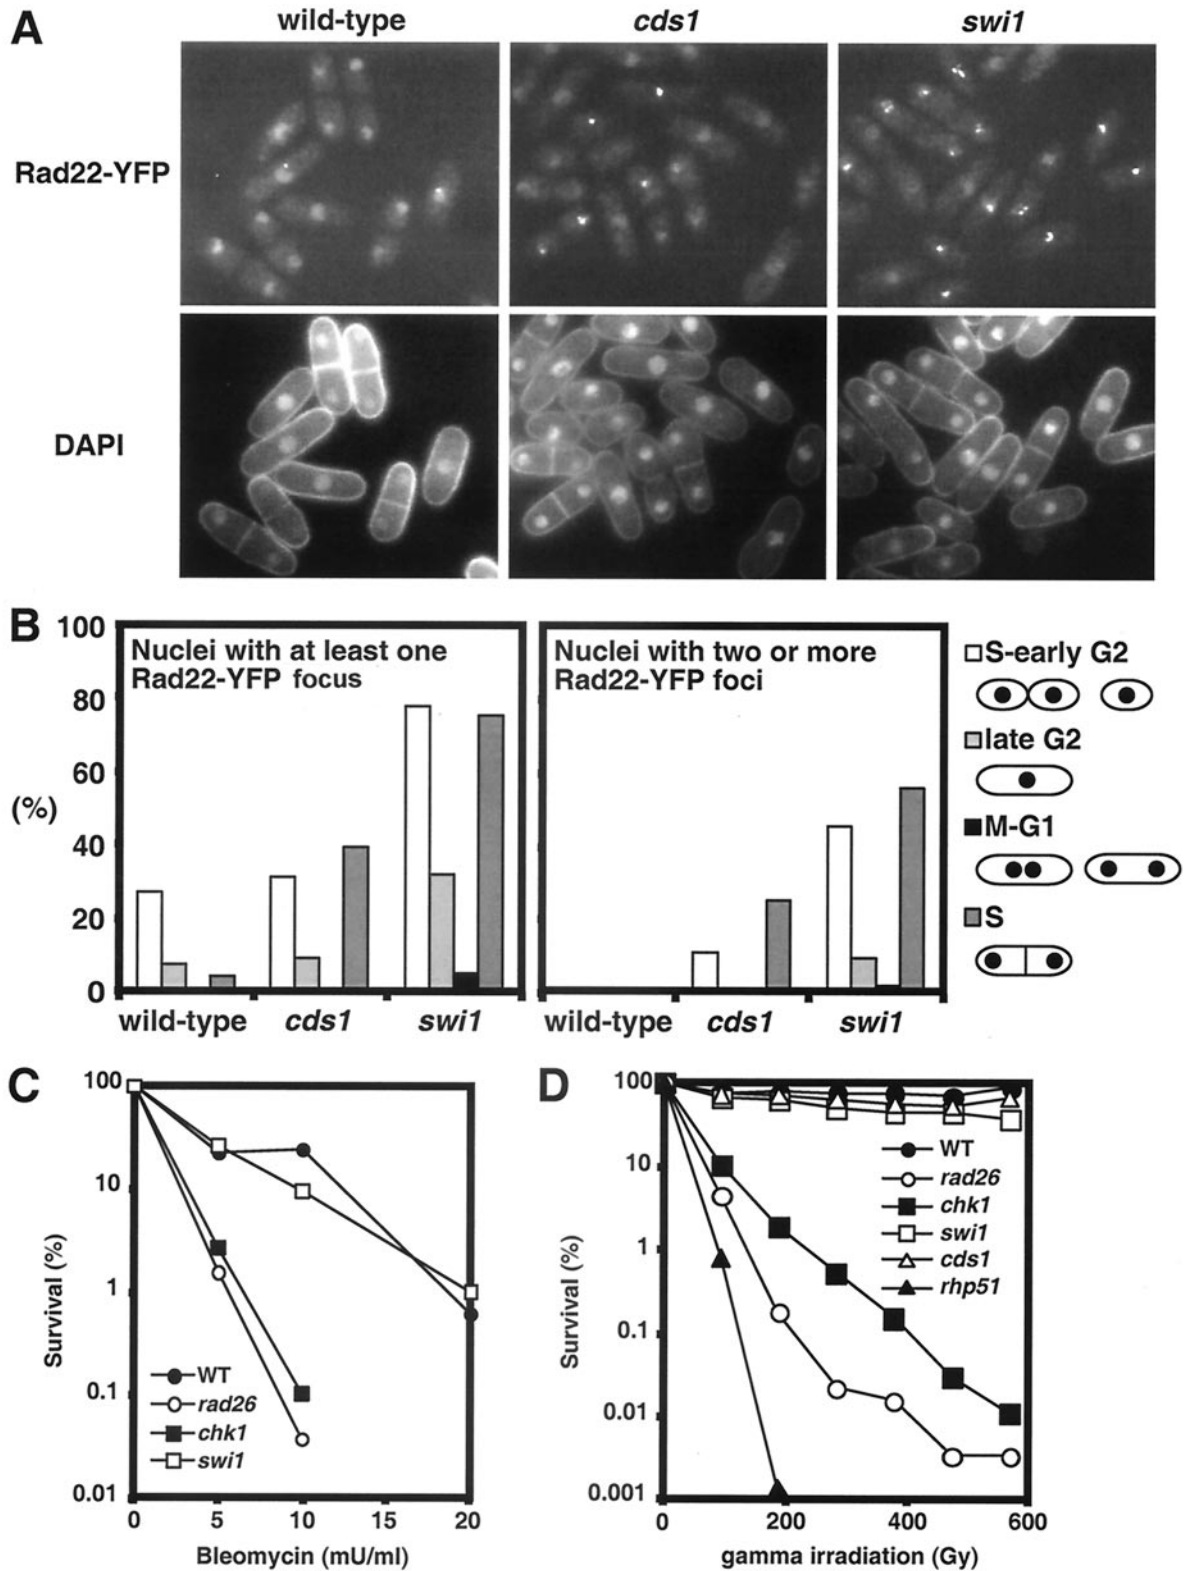 A
wild-type
cds1
swi1
Rad22-YFP
DAPI
B
100
80
60
(%)
40
20
0
Nuclei with at least one
Rad22-YFP focus
wild-type
cds1
swi1
Nuclei with two or more
Rad22-YFP foci
wild-type
cds1
swi1
S-early G2
late G2
M-G1
S
C
100
10
1
0.1
0.01
Survival (%)
WT
rad26
chk1
swi1
0
5
10
15
20
Bleomycin (mU/ml)
D
100
10
1
0.1
0.01
0.001
Survival (%)
WT
rad26
chk1
swi1
cds1
rhp51
0
200
400
600
gamma irradiation (Gy)